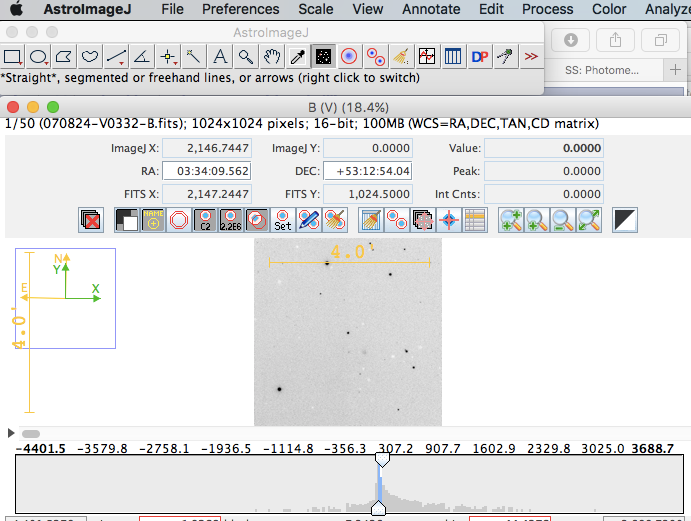 AstroImageJ File Preferences Scale View Annotate Edit Process Color Analyze
AstroImageJ
A DP >>
*Straight*, segmented or freehand lines, or arrows (right click to switch)
SS: Photome...
B (V) (18.4%)
1/50 (070824-V0332-B.fits); 1024x1024 pixels; 16-bit; 100MB (WCS=RA,DEC,TAN,CD matrix)
ImageJ X: 2,146.7447 ImageJ Y: 0.0000 Value: 0.0000
RA: 03:34:09.562 DEC: +53:12:54.04 Peak: 0.0000
FITS X: 2,147.2447 FITS Y: 1,024.5000 Int Cnts: 0.0000
NAME C2 2.2E6 Set
4.0'
N
Y
E X
4.0'
-4401.5 -3579.8 -2758.1 -1936.5 -1114.8 -356.3 307.2 907.7 1602.9 2329.8 3025.0 3688.7